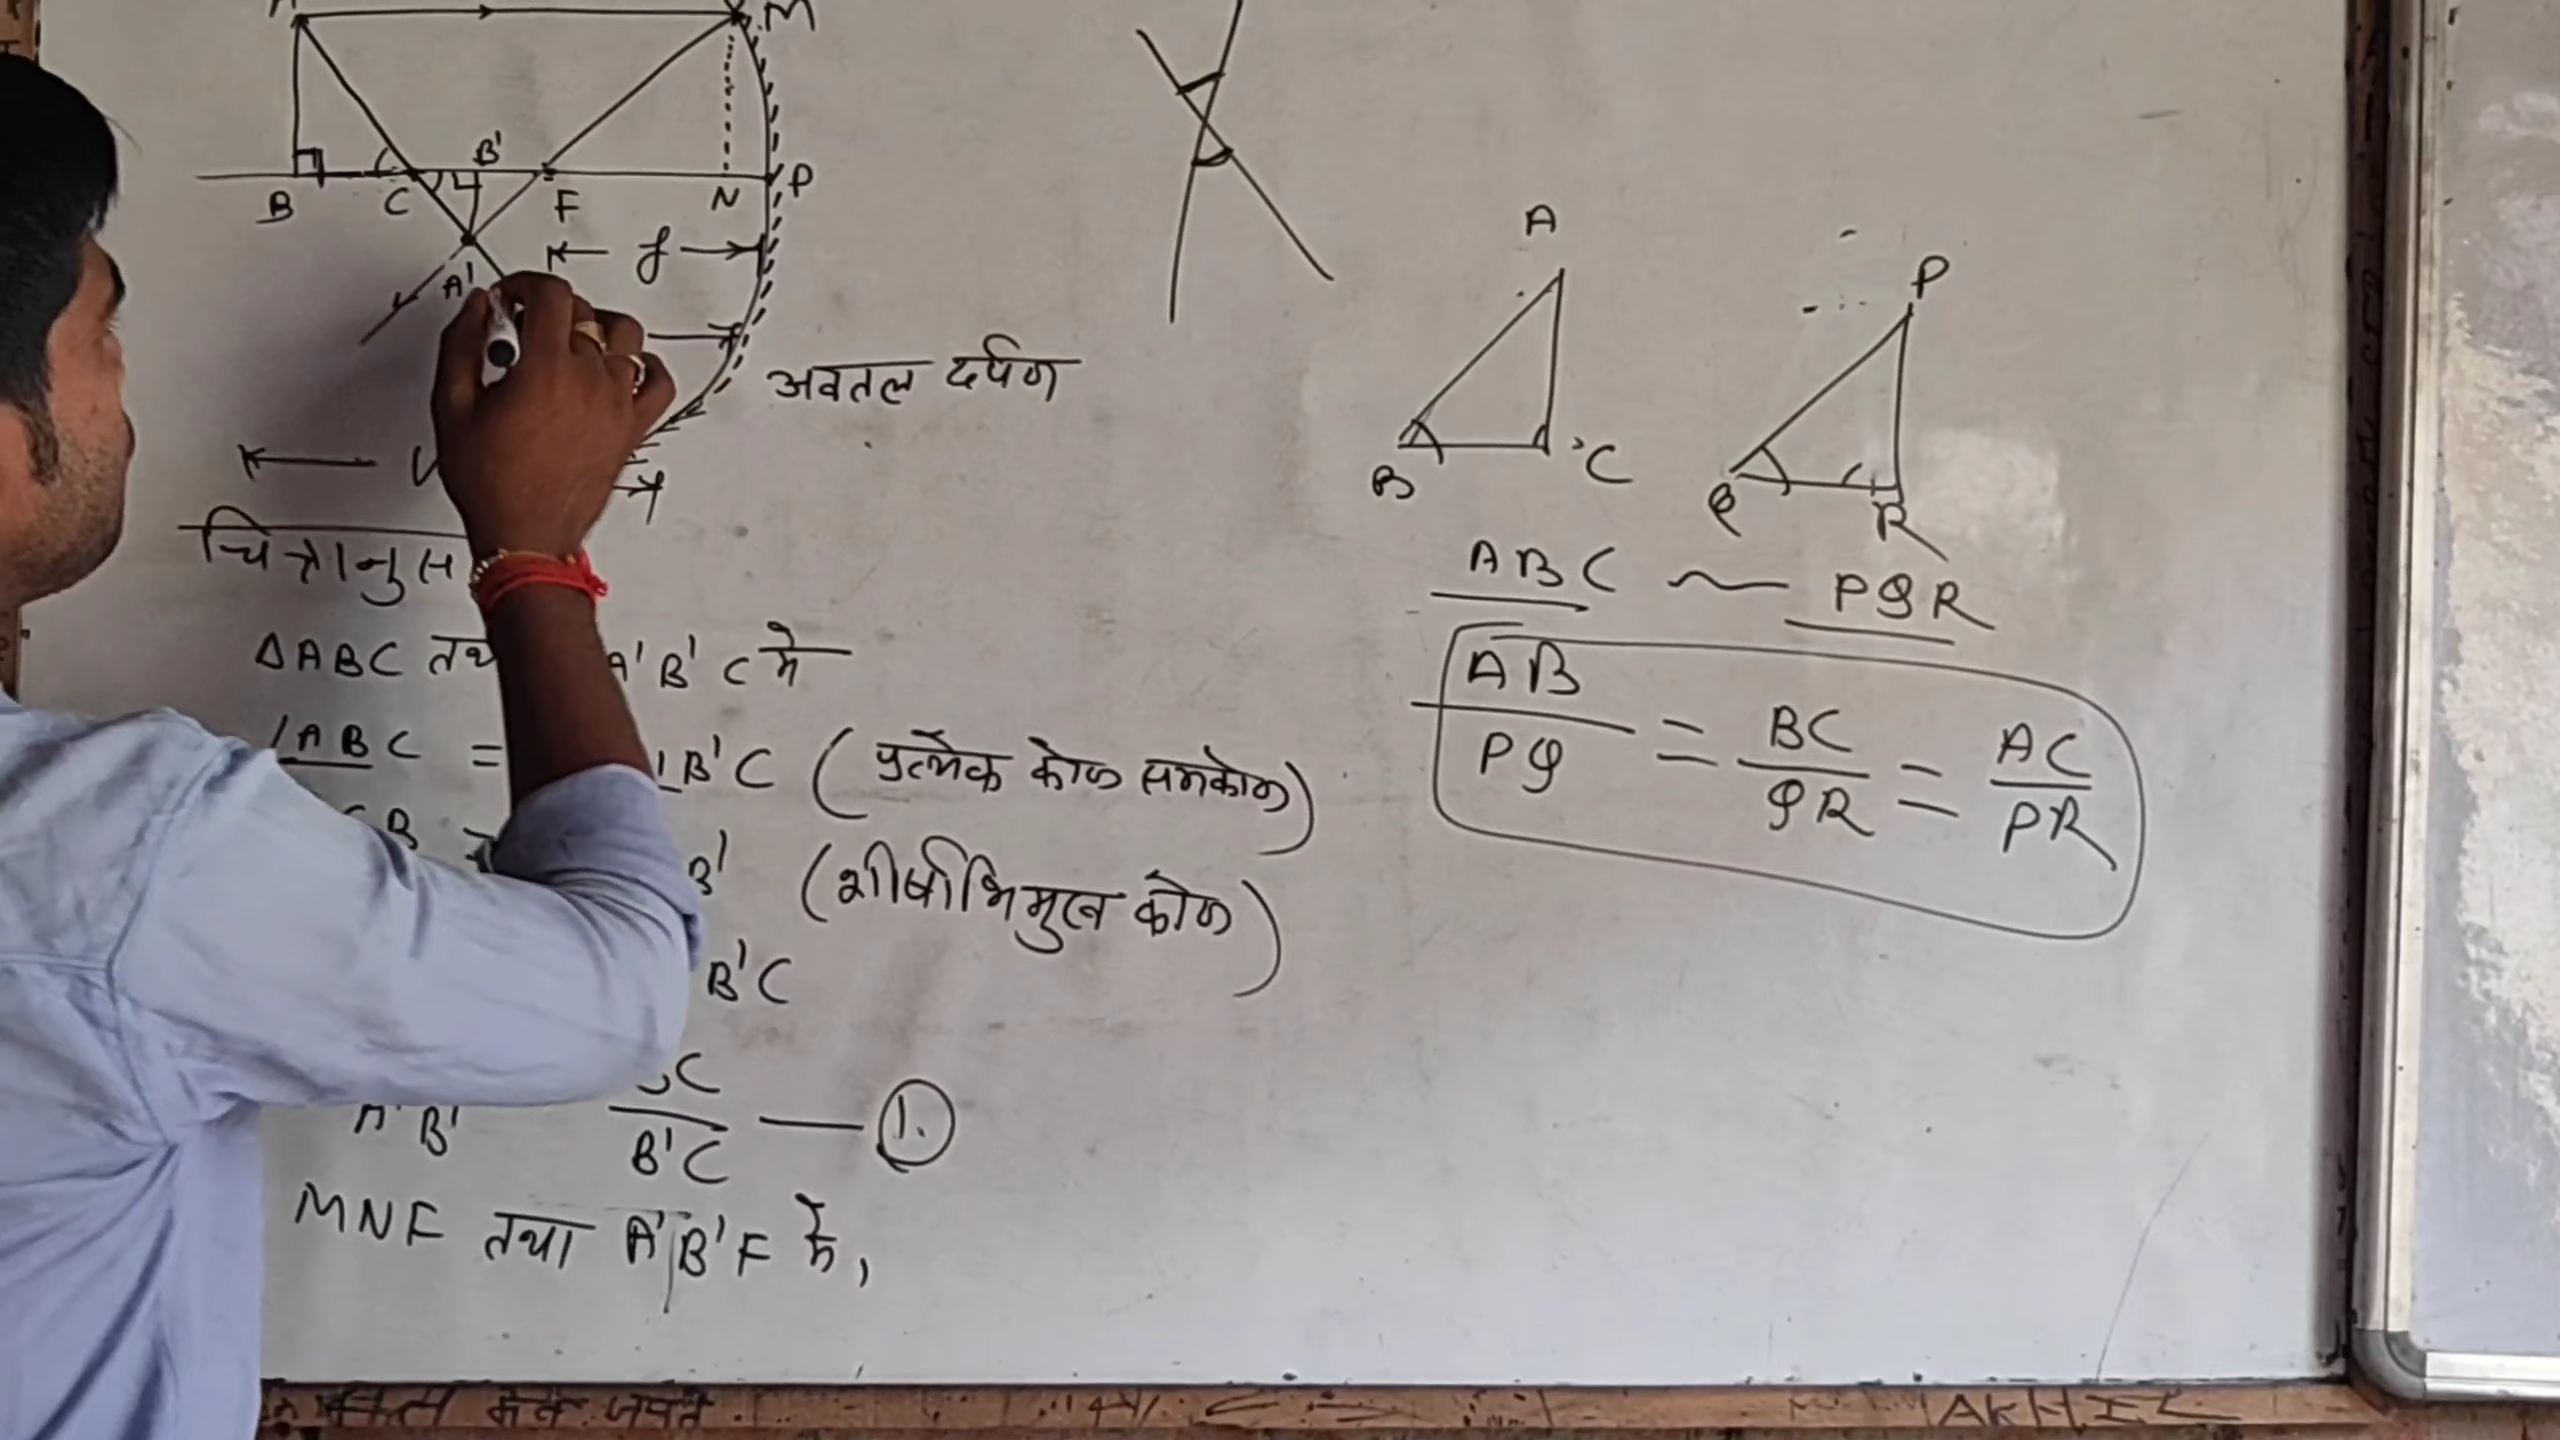 M
B C B' F N P
A' f
अवतल दर्पण
चित्रानुस
ΔABC तथ A'B'C मे
∠ABC = B'C (प्रत्येक कोण समकोण)
B B' (शीर्षाभिमुख कोण)
B'C
A'B' C/B'C — 1.
MNF तथा A'B'F में,
A P
B C Q R
ABC ~ PQR
AB/PQ = BC/QR = AC/PR
AKHIL